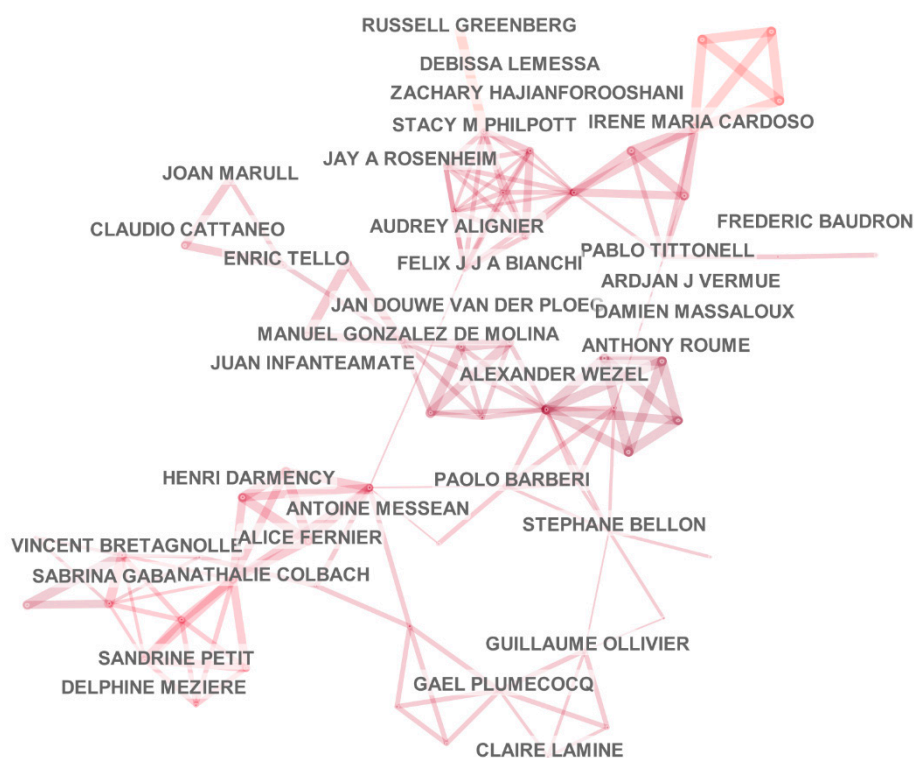 RUSSELL GREENBERG
DEBISSA LEMESSA
ZACHARY HAJIANFOROOSHANI
STACY M PHILPOTT
IRENE MARIA CARDOSO
JAY A ROSENHEIM
JOAN MARULL
FREDERIC BAUDRON
AUDREY ALIGNIER
CLAUDIO CATTANEO
PABLO TITTONELL
ENRIC TELLO
FELIX J J A BIANCHI
ARDJAN J VERMUE
JAN DOUWE VAN DER PLOEG
DAMIEN MASSALOUX
MANUEL GONZALEZ DE MOLINA
ANTHONY ROUME
JUAN INFANTEAMATE
ALEXANDER WEZEL
HENRI DARMENCY
PAOLO BARBERI
ANTOINE MESSEAN
STEPHANE BELLON
ALICE FERNIER
VINCENT BRETAGNOLLE
SABRINA GABA
NATHALIE COLBACH
GUILLAUME OLLIVIER
SANDRINE PETIT
GAEL PLUMECOCQ
DELPHINE MEZIERE
CLAIRE LAMINE